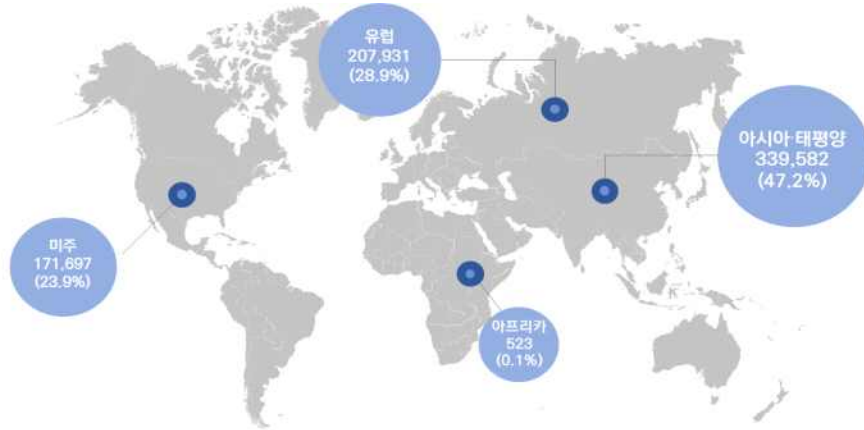 유럽
207,931
(28.9%)
아시아·태평양
339,582
(47.2%)
미주
171,697
(23.9%)
아프리카
523
(0.1%)